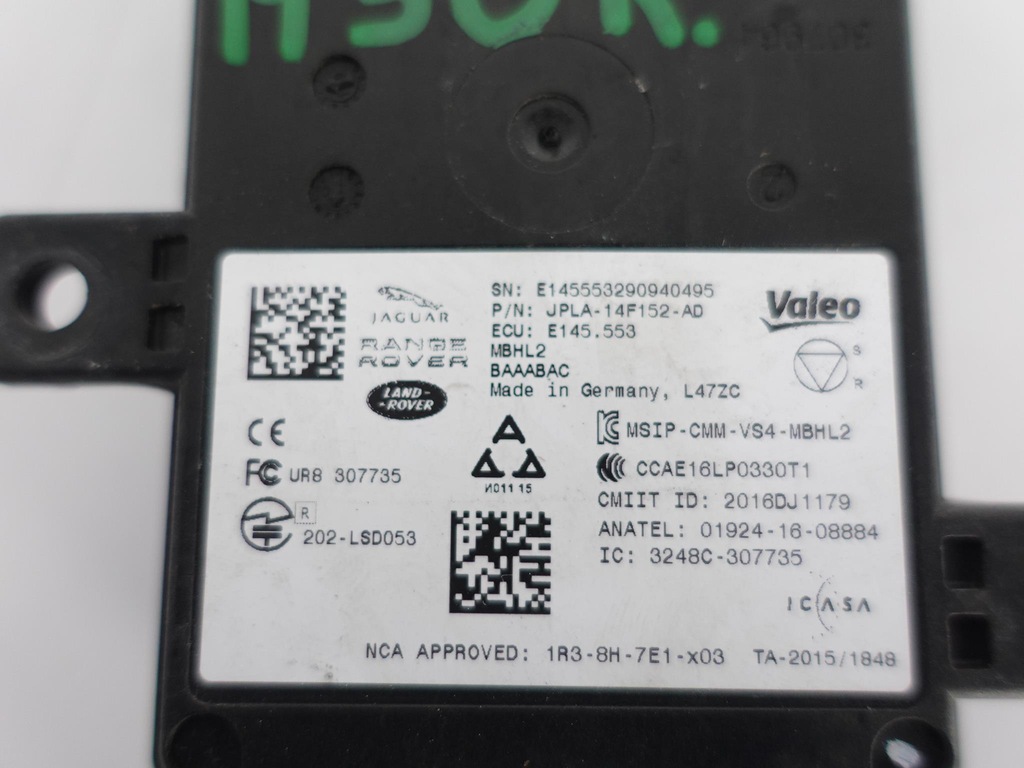 H50R.
JAGUAR
RANGE
ROVER
LAND-
-ROVER
SN: E145553290940495
P/N: JPLA-14F152-AD
ECU: E145.553
MBHL2
BAAABAC
Made in Germany, L47ZC
Valeo
S
R
CE
FC UR8 307735
R
202-LSD053
A
И011 15
MSIP-CMM-VS4-MBHL2
CCAE16LP0330T1
CMIIT ID: 2016DJ1179
ANATEL: 01924-16-08884
IC: 3248C-307735
ICASA
NCA APPROVED: 1R3-8H-7E1-x03 TA-2015/1848